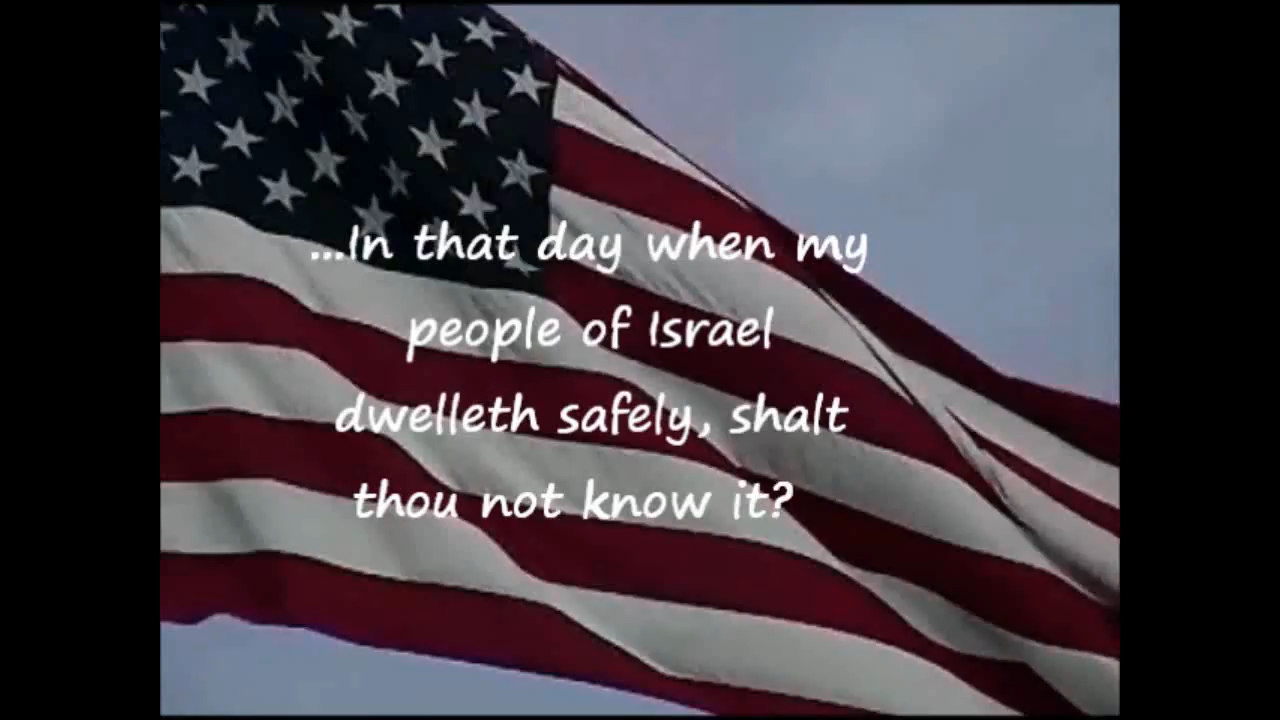 ...In that day when my
people of Israel
dwelleth safely, shalt
thou not know it?